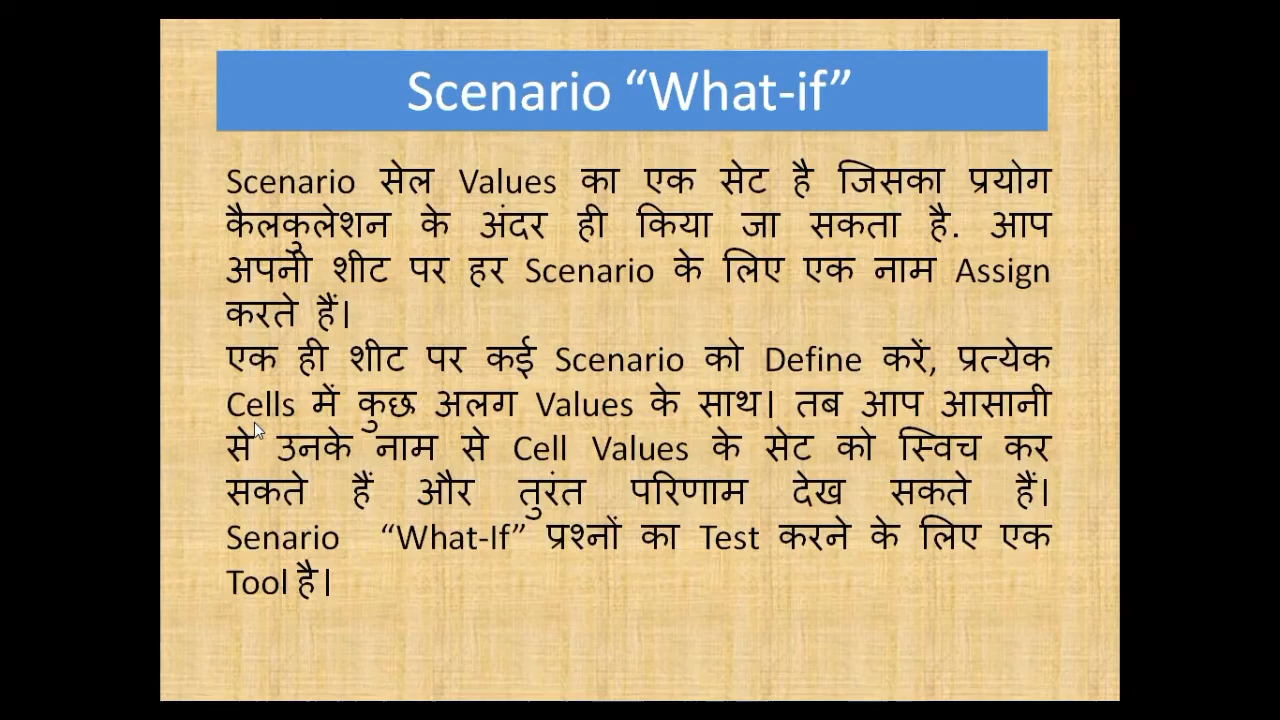 Scenario “What-if”
Scenario सेल Values का एक सेट है जिसका प्रयोग
कैलकुलेशन के अंदर ही किया जा सकता है. आप
अपनी शीट पर हर Scenario के लिए एक नाम Assign
करते हैं।
एक ही शीट पर कई Scenario को Define करें, प्रत्येक
Cells में कुछ अलग Values के साथ। तब आप आसानी
से उनके नाम से Cell Values के सेट को स्विच कर
सकते हैं और तुरंत परिणाम देख सकते हैं।
Senario “What-If” प्रश्नों का Test करने के लिए एक
Tool है।